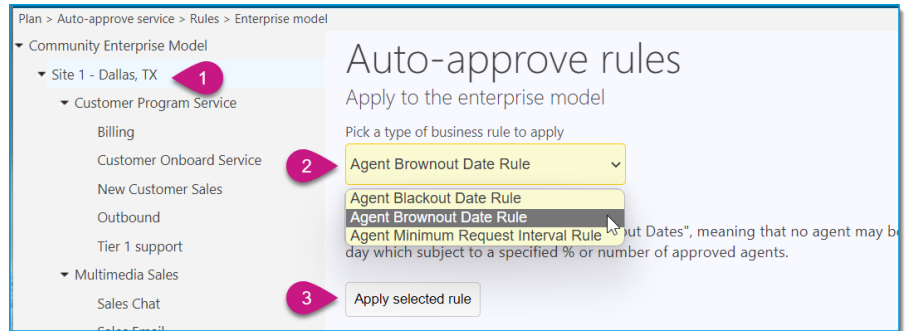 Plan > Auto-approve service > Rules > Enterprise model
Community Enterprise Model
Site 1 - Dallas, TX
1
Customer Program Service
Billing
Customer Onboard Service
New Customer Sales
Outbound
Tier 1 support
Multimedia Sales
Sales Chat
Sales Email
Auto-approve rules
Apply to the enterprise model
Pick a type of business rule to apply
2
Agent Brownout Date Rule
Agent Blackout Date Rule
Agent Brownout Date Rule
Agent Minimum Request Interval Rule
out Dates", meaning that no agent may be
day which subject to a specified % or number of approved agents.
3
Apply selected rule